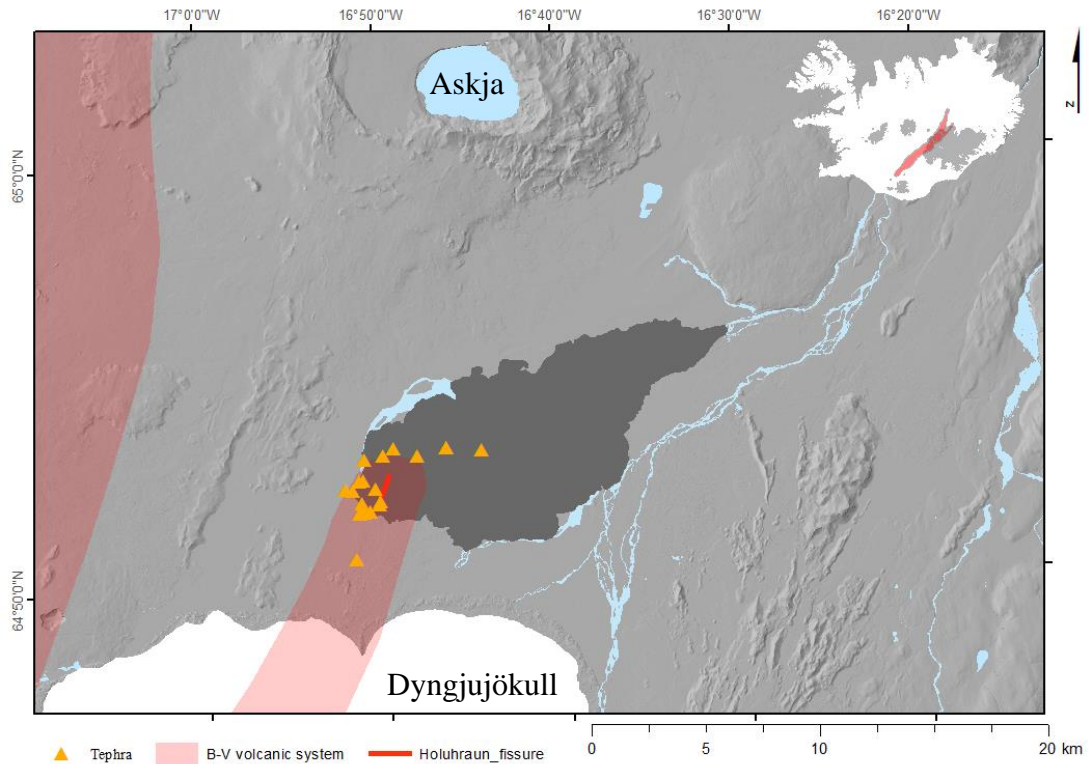 17°0'0"W 16°50'0"W 16°40'0"W 16°30'0"W 16°20'0"W
Askja
z
65°0'0"N
64°50'0"N
Dyngjujökull
Tephra B-V volcanic system Holuhraun_fissure
0 5 10 20 km